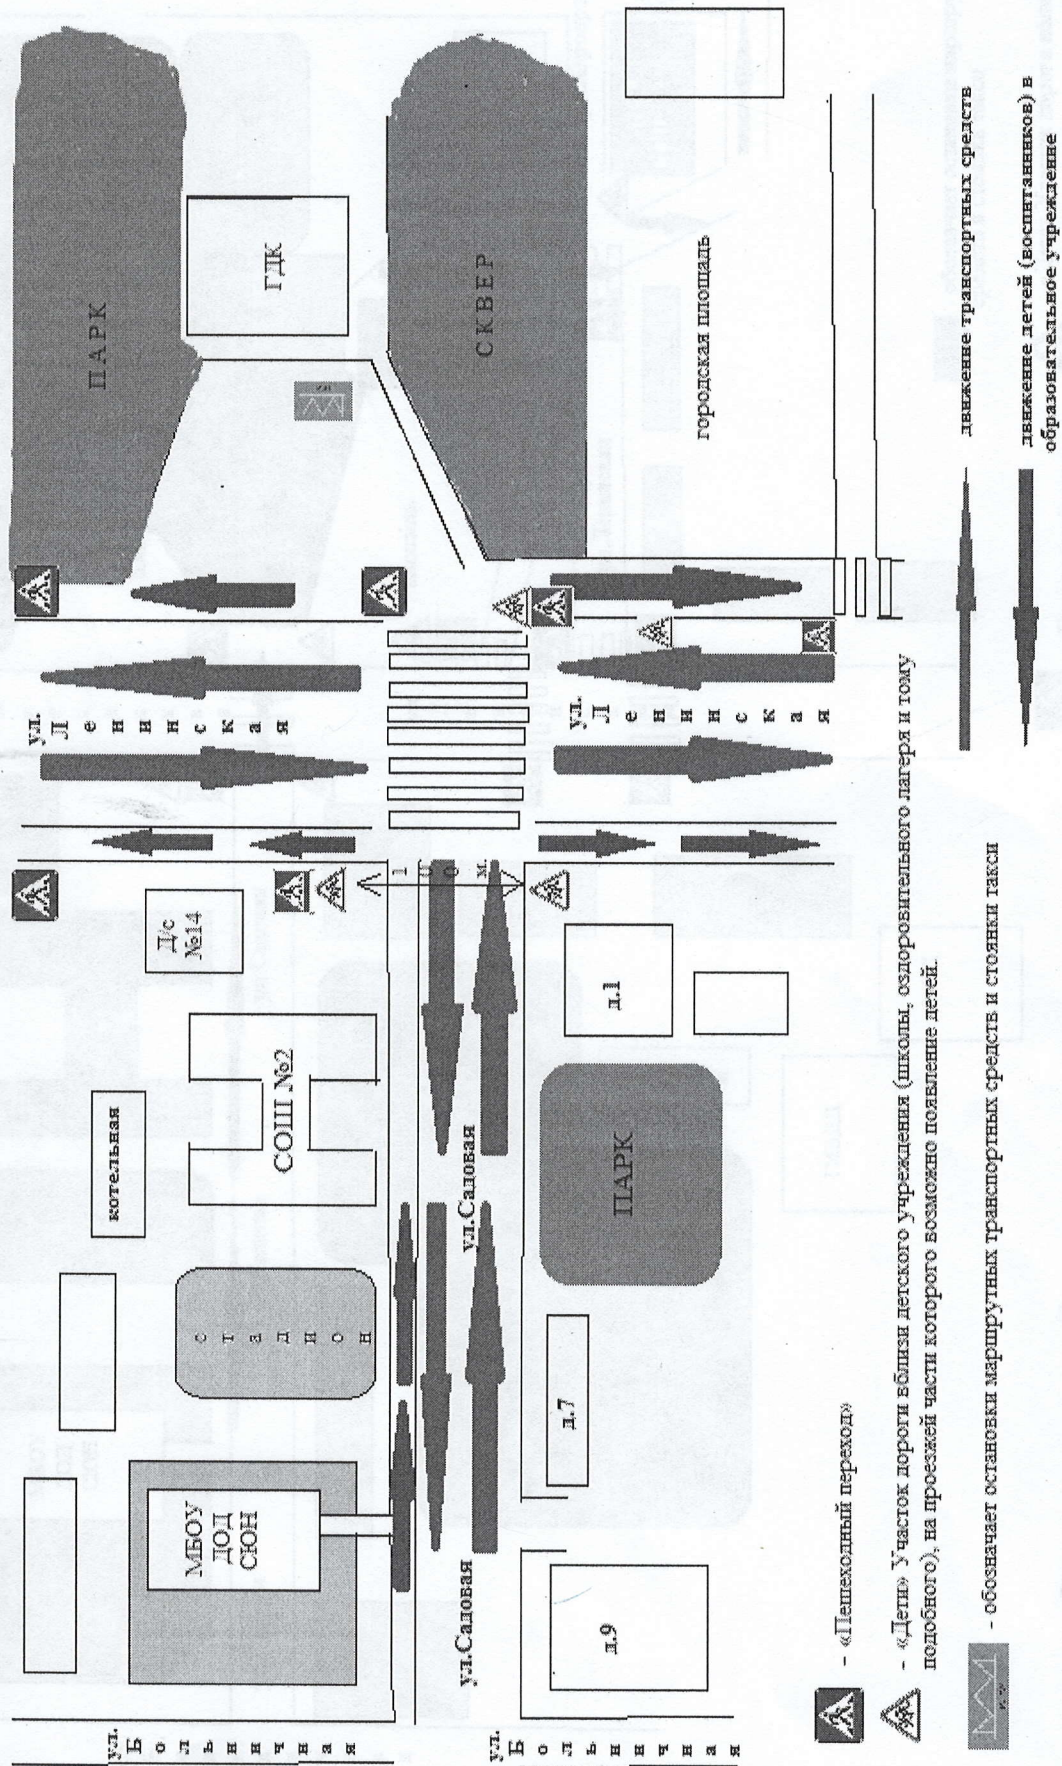 ПАРК
ГДК
СКВЕР
городская площадь
ул.
Ленинская
ул.
Ленинская
Д/с
№14
СОШ №2
котельная
стадион
МБОУ
ДОД
СЮН
100 м.
ул.Садовая
ул.Садовая
д.1
ПАРК
д.7
д.9
ул.
Больничная
ул.
Больничная
- «Пешеходный переход»
- «Дети» Участок дороги вблизи детского учреждения (школы, оздоровительного лагеря и тому
подобного), на проезжей части которого возможно появление детей.
- обозначает остановки маршрутных транспортных средств и стоянки такси
движение транспортных средств
движение детей (воспитанников) в
образовательное учреждение